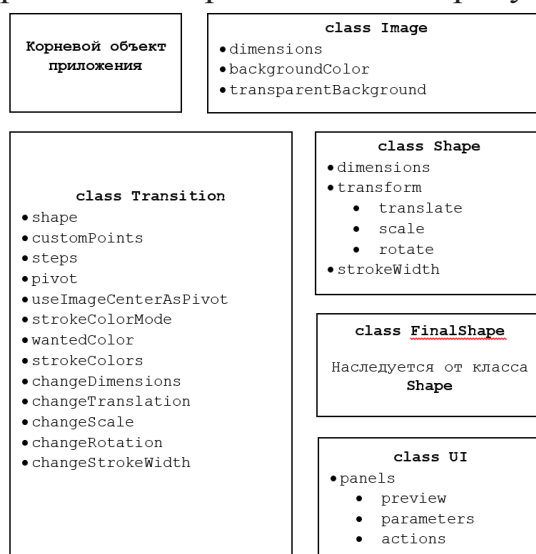 Корневой объект
приложения
class Image
• dimensions
• backgroundColor
• transparentBackground
class Transition
• shape
• customPoints
• steps
• pivot
• useImageCenterAsPivot
• strokeColorMode
• wantedColor
• strokeColors
• changeDimensions
• changeTranslation
• changeScale
• changeRotation
• changeStrokeWidth
class Shape
• dimensions
• transform
• translate
• scale
• rotate
• strokeWidth
class FinalShape
Наследуется от класса
Shape
class UI
• panels
• preview
• parameters
• actions